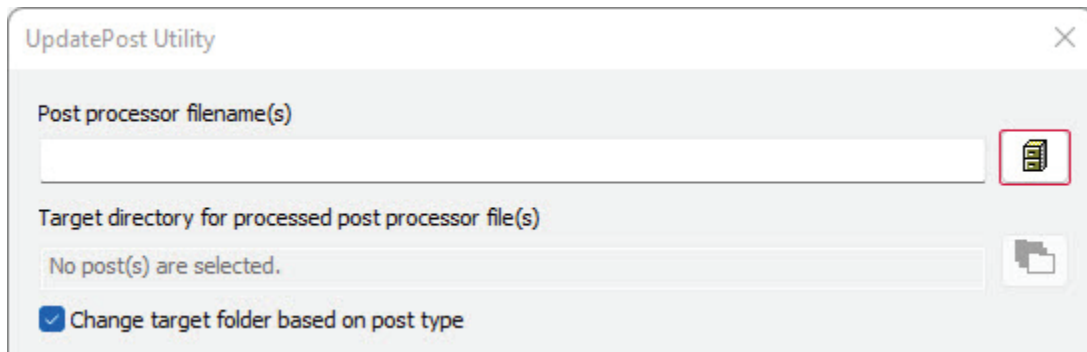 UpdatePost Utility
Post processor filename(s)
Target directory for processed post processor file(s)
No post(s) are selected.
Change target folder based on post type